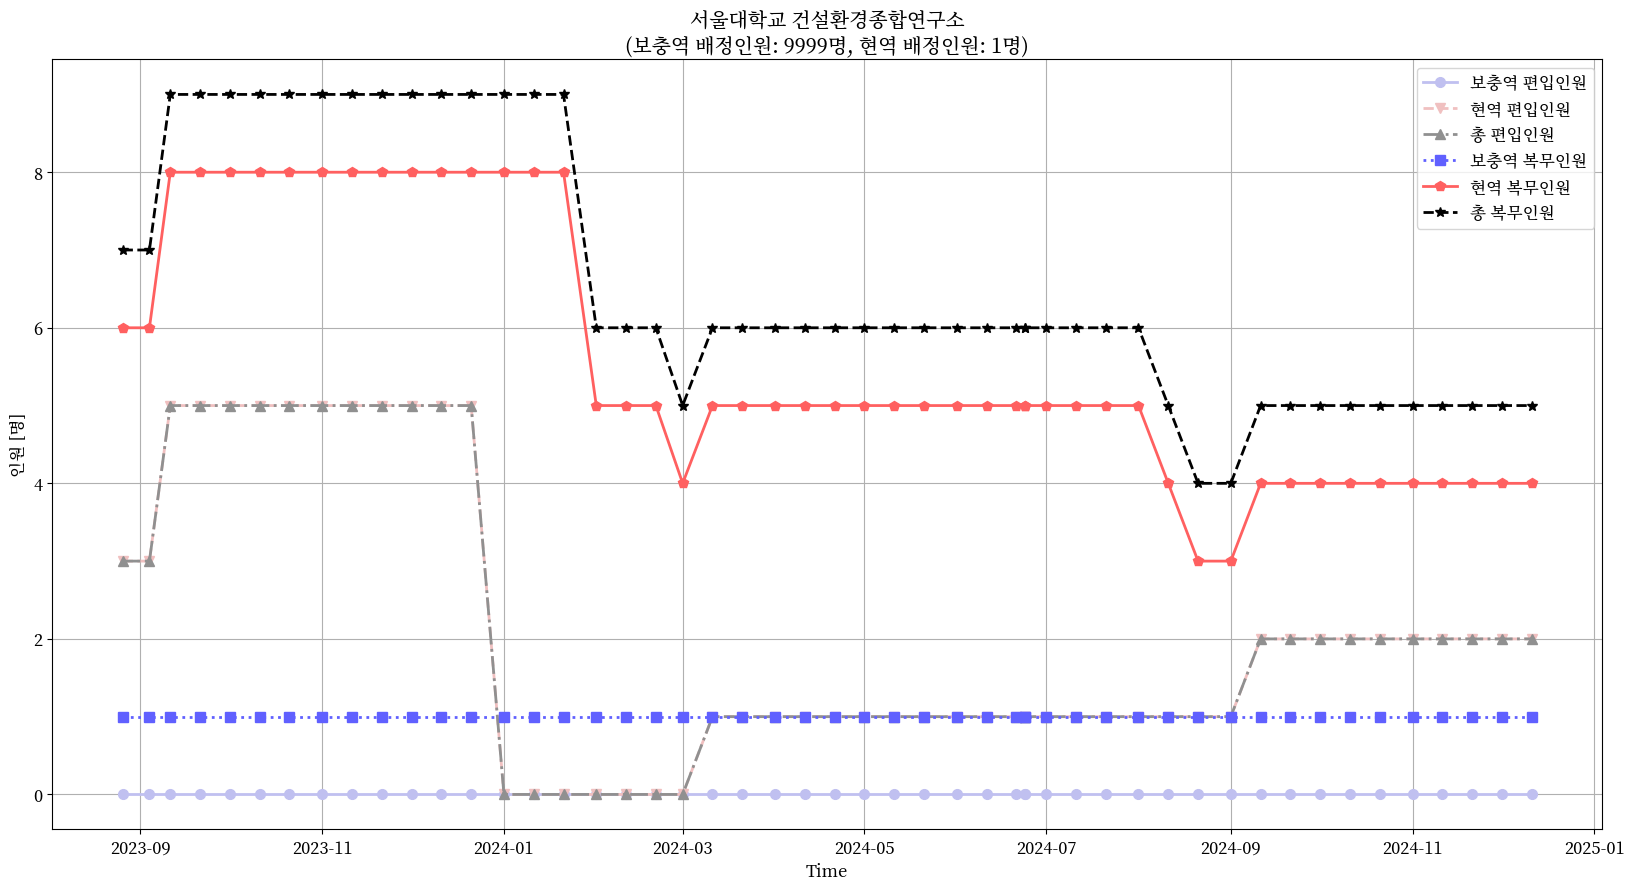 서울대학교 건설환경종합연구소
(보충역 배정인원: 9999명, 현역 배정인원: 1명)
보충역 편입인원
현역 편입인원
총 편입인원
보충역 복무인원
현역 복무인원
총 복무인원
인원 [명]
8
6
4
2
0
2023-09
2023-11
2024-01
2024-03
2024-05
2024-07
2024-09
2024-11
2025-01
Time